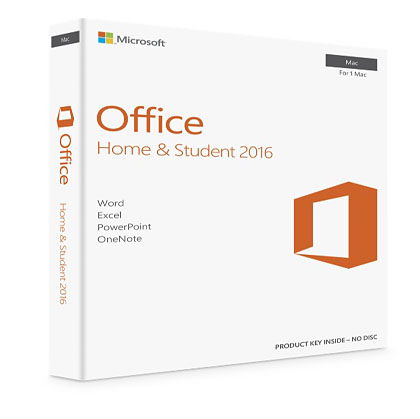 Mac
Office
Home & Student 2016
Microsoft
Mac
For 1 Mac
Office
Home & Student 2016
Word
Excel
PowerPoint
OneNote
PRODUCT KEY INSIDE – NO DISC